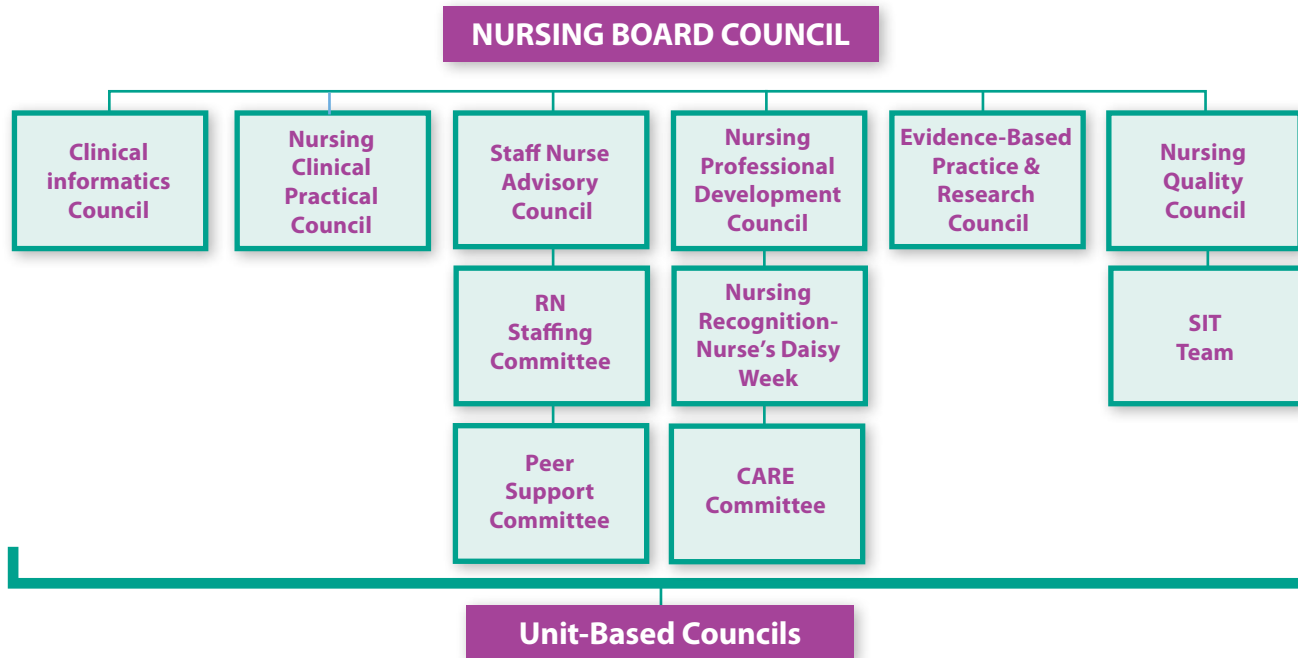 NURSING BOARD COUNCIL
Clinical
informatics
Council
Nursing
Clinical
Practical
Council
Staff Nurse
Advisory
Council
Nursing
Professional
Development
Council
Evidence-Based
Practice &
Research
Council
Nursing
Quality
Council
RN
Staffing
Committee
Nursing
Recognition-
Nurse’s Daisy
Week
SIT
Team
Peer
Support
Committee
CARE
Committee
Unit-Based Councils